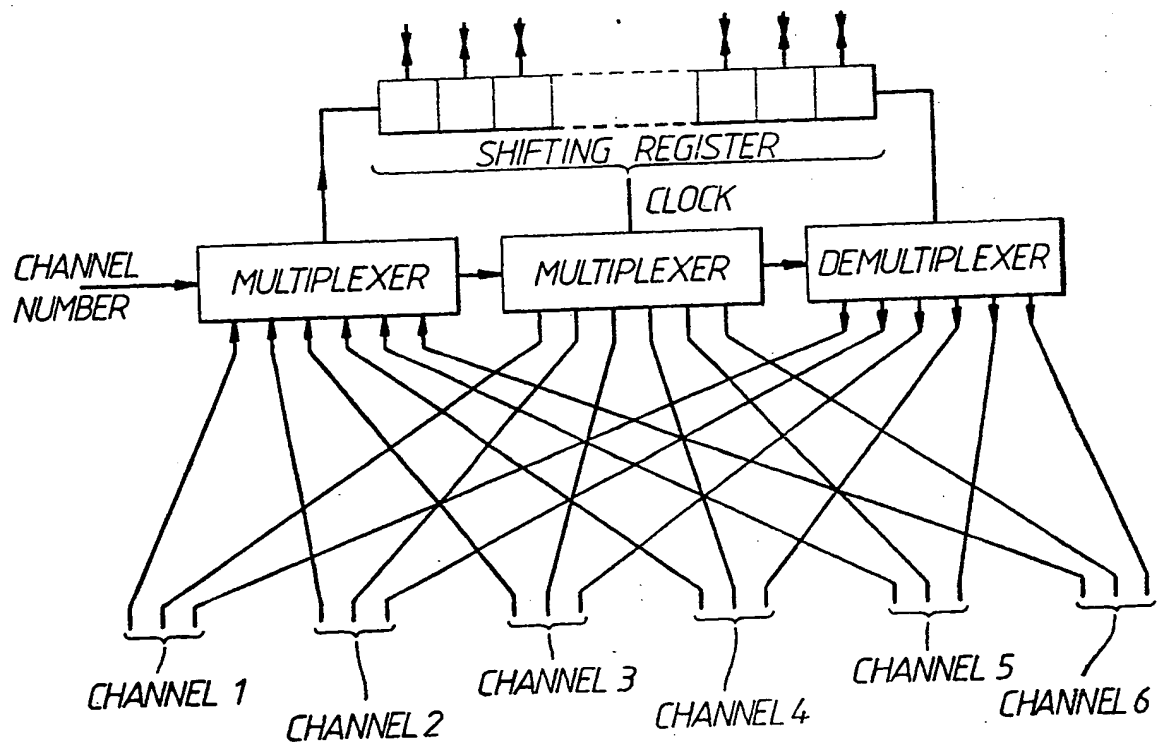 SHIFTING REGISTER
CLOCK
CHANNEL
NUMBER
MULTIPLEXER
MULTIPLEXER
DEMULTIPLEXER
CHANNEL 1
CHANNEL 2
CHANNEL 3
CHANNEL 4
CHANNEL 5
CHANNEL 6